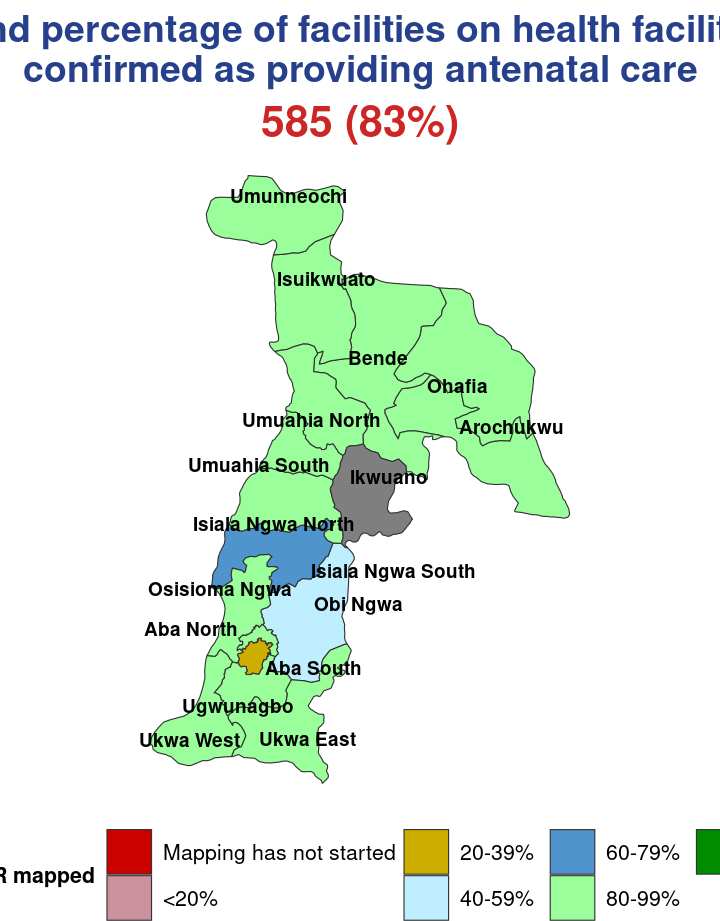 percentage of facilities on health
confirmed as providing antenatal care
585 (83%)
Umunneochi
Isuikwuato
Bende
Ohafia
Umuahia North
Arochukwu
Umuahia South
Ikwuano
Isiala Ngwa North
Isiala Ngwa South
Osisioma Ngwa
Obi Ngwa
Aba North
Aba South
Ugwunagbo
Ukwa West
Ukwa East
mapped
Mapping has not started
<20%
20-39%
40-59%
60-79%
80-99%